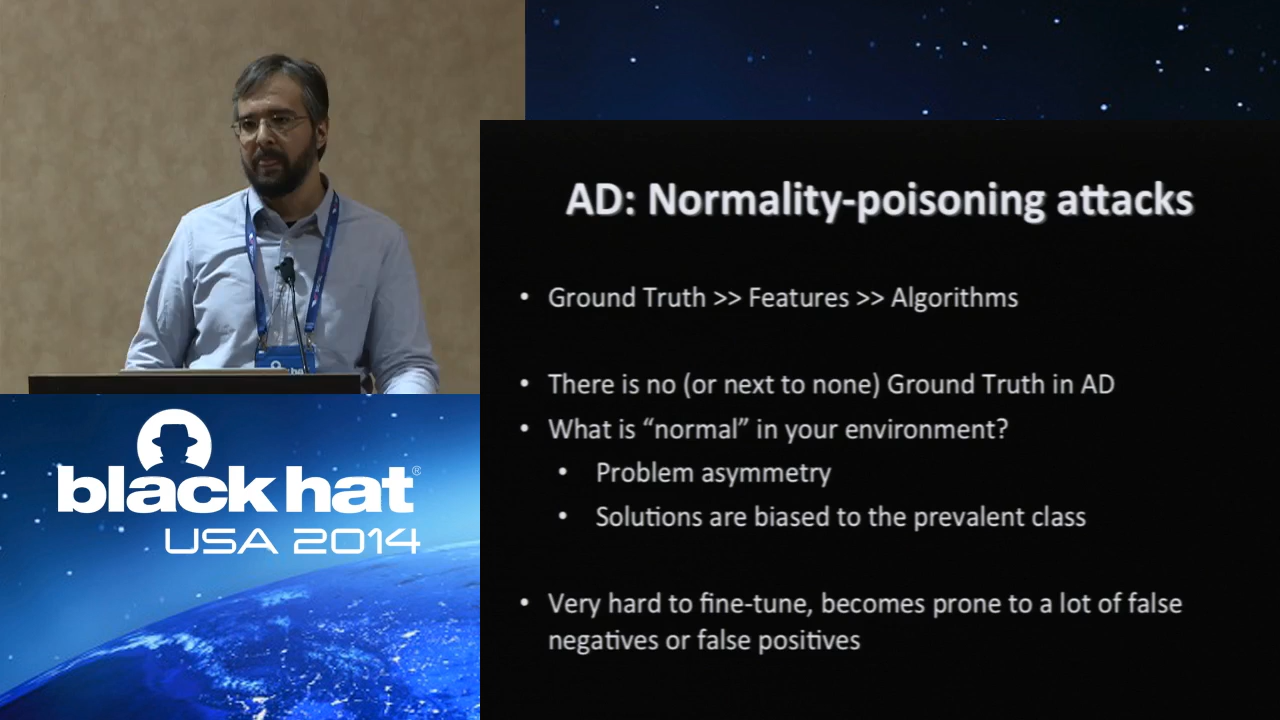 AD: Normality-poisoning attacks
• Ground Truth >> Features >> Algorithms
• There is no (or next to none) Ground Truth in AD
• What is “normal” in your environment?
• Problem asymmetry
• Solutions are biased to the prevalent class
• Very hard to fine-tune, becomes prone to a lot of false
negatives or false positives
black hat®
USA 2014